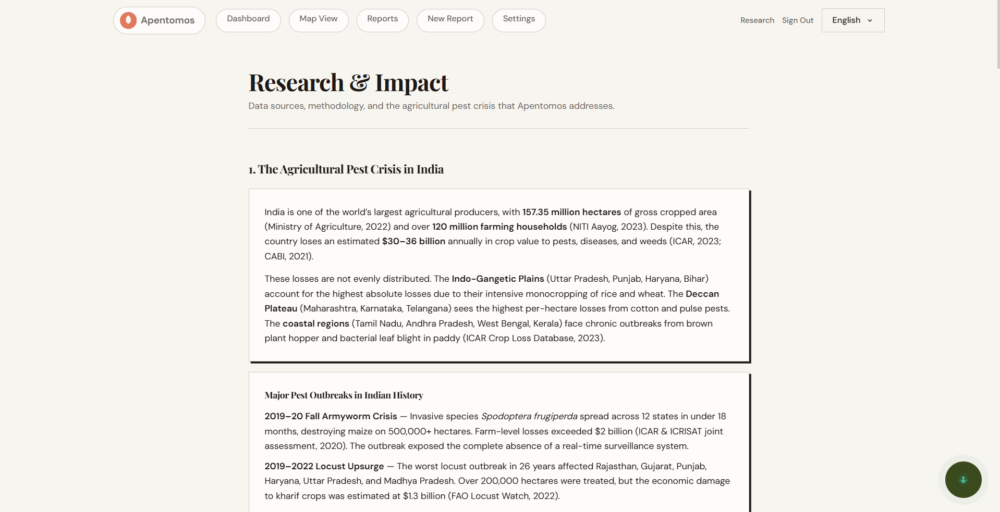 Apentomos
Dashboard
Map View
Reports
New Report
Settings
Research
Sign Out
English
Research & Impact
Data sources, methodology, and the agricultural pest crisis that Apentomos addresses.
1. The Agricultural Pest Crisis in India
India is one of the world’s largest agricultural producers, with 157.35 million hectares of gross cropped area
(Ministry of Agriculture, 2022) and over 120 million farming households (NITI Aayog, 2023). Despite this, the
country loses an estimated $30–36 billion annually in crop value to pests, diseases, and weeds (ICAR, 2023;
CABI, 2021).
These losses are not evenly distributed. The Indo-Gangetic Plains (Uttar Pradesh, Punjab, Haryana, Bihar)
account for the highest absolute losses due to their intensive monocropping of rice and wheat. The Deccan
Plateau (Maharashtra, Karnataka, Telangana) sees the highest per-hectare losses from cotton and pulse pests.
The coastal regions (Tamil Nadu, Andhra Pradesh, West Bengal, Kerala) face chronic outbreaks from brown
plant hopper and bacterial leaf blight in paddy (ICAR Crop Loss Database, 2023).
Major Pest Outbreaks in Indian History
2019–20 Fall Armyworm Crisis — Invasive species Spodoptera frugiperda spread across 12 states in under 18
months, destroying maize on 500,000+ hectares. Farm-level losses exceeded $2 billion (ICAR & ICRISAT joint
assessment, 2020). The outbreak exposed the complete absence of a real-time surveillance system.
2019–2022 Locust Upsurge — The worst locust outbreak in 26 years affected Rajasthan, Gujarat, Punjab,
Haryana, Uttar Pradesh, and Madhya Pradesh. Over 200,000 hectares were treated, but the economic damage
to kharif crops was estimated at $1.3 billion (FAO Locust Watch, 2022).